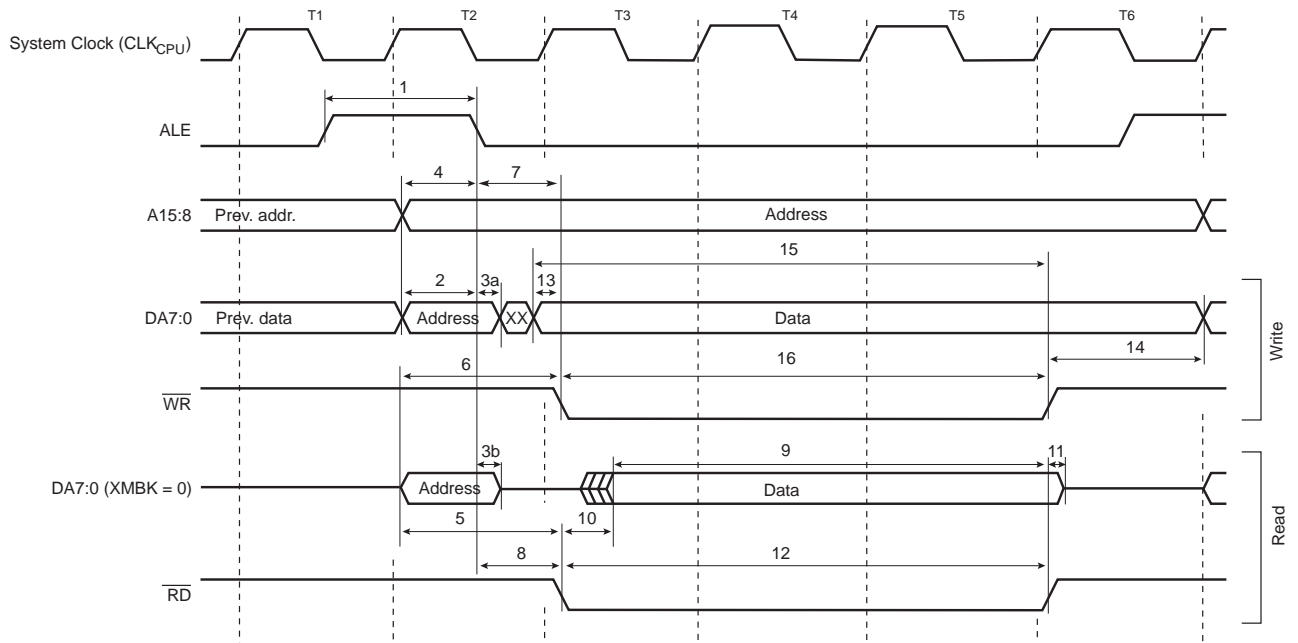 T1 T2 T3 T4 T5 T6
System Clock (CLKCPU)
1
ALE
4 7
A15:8 Prev. addr. Address
15
2 3a 13
DA7:0 Prev. data Address XX Data
14
6 16
WR
Write
3b 9 11
DA7:0 (XMBK = 0) Address Data
5 10
8 12
RD
Read